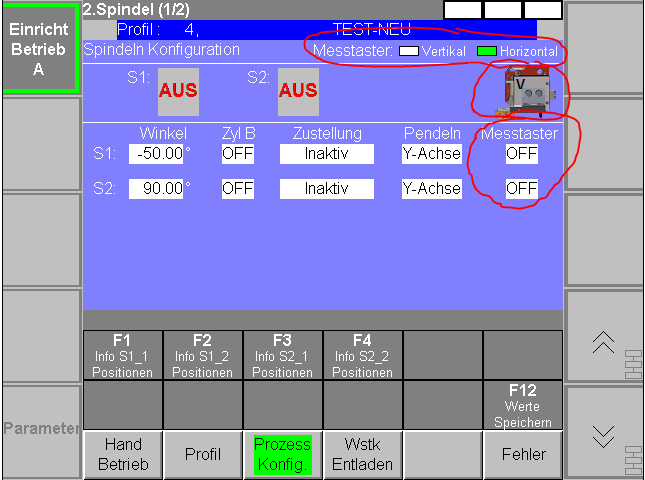 2.Spindel (1/2)
Einricht
Betrieb
A
Profil: 4, TEST-NEU
Spindeln Konfiguration Messtaster: Vertikal Horizontal
S1: AUS S2: AUS
V
Winkel Zyl B Zustellung Pendeln Messtaster
S1: -50.00° OFF Inaktiv Y-Achse OFF
S2: 90.00° OFF Inaktiv Y-Achse OFF
F1 F2 F3 F4
Info S1_1 Info S1_2 Info S2_1 Info S2_2
Positionen Positionen Positionen Positionen
F12
Werte
Speichern
Parameter
Hand
Betrieb
Profil
Prozess
Konfig.
Wstk
Entladen
Fehler